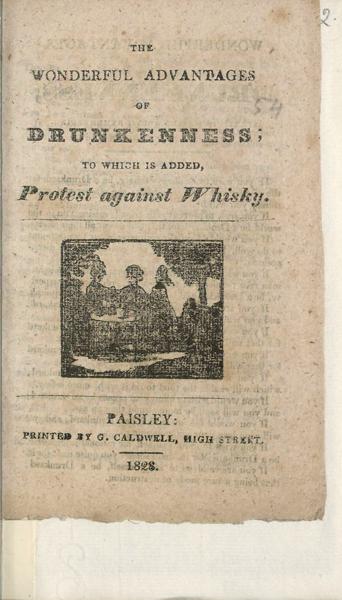 2.
THE
WONDERFUL ADVANTAGES
OF
54
DRUNKENNESS;
TO WHICH IS ADDED,
Protest against Whisky.
PAISLEY:
PRINTED BY G. CALDWELL, HIGH STREET.
1828.